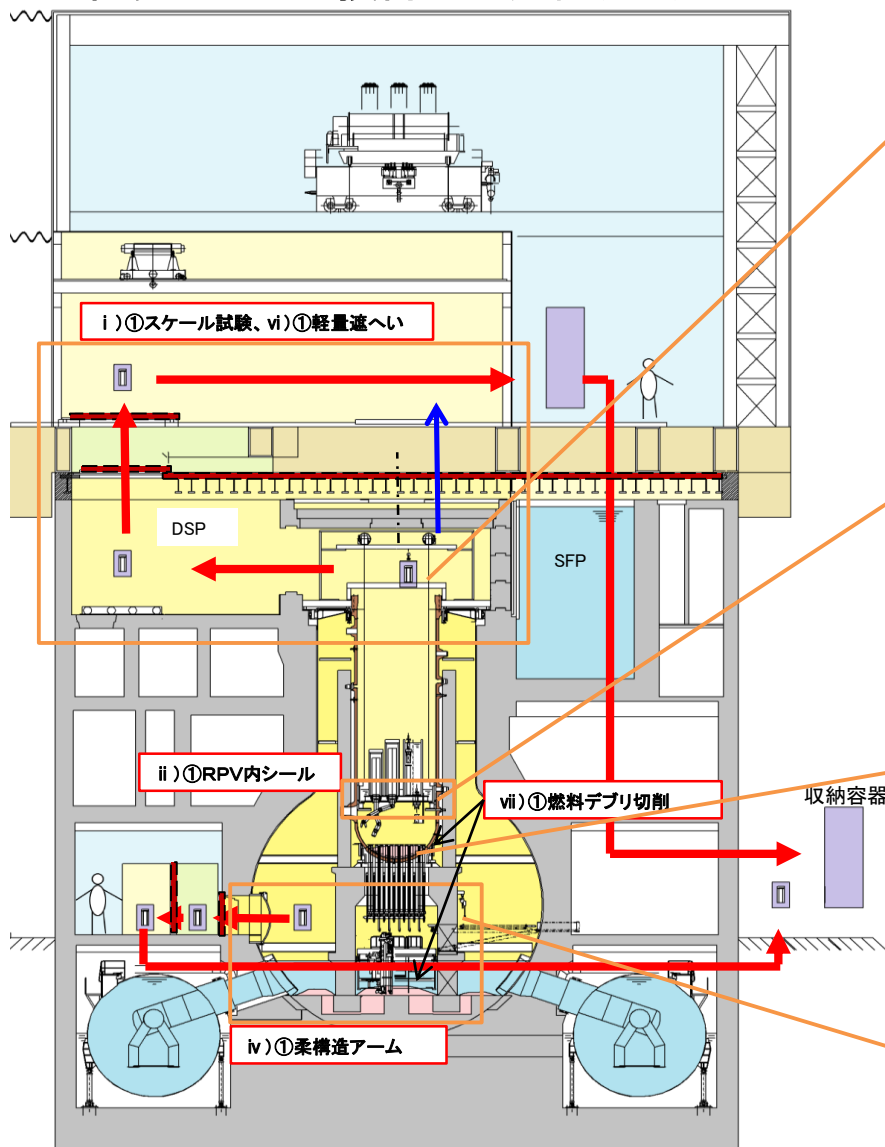 ⅰ)①スケール試験、ⅵ)①軽量遮へい
DSP
SFP
ⅱ)①RPV内シール
ⅶ)①燃料デブリ切削
収納容器
ⅳ)①柔構造アーム